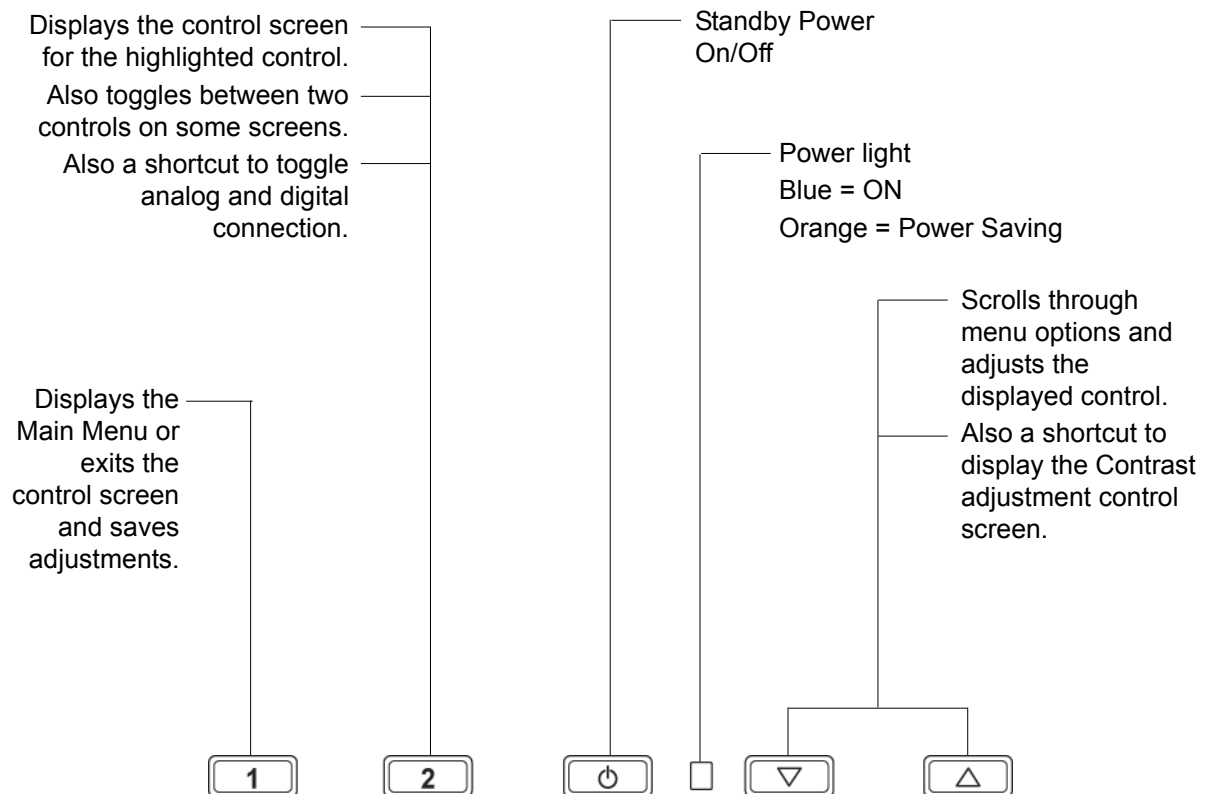 Displays the control screen
for the highlighted control.
Also toggles between two
controls on some screens.
Also a shortcut to toggle
analog and digital
connection.
Standby Power
On/Off
Power light
Blue = ON
Orange = Power Saving
Scrolls through
menu options and
adjusts the
displayed control.
Also a shortcut to
display the Contrast
adjustment control
screen.
Displays the
Main Menu or
exits the
control screen
and saves
adjustments.
1
2